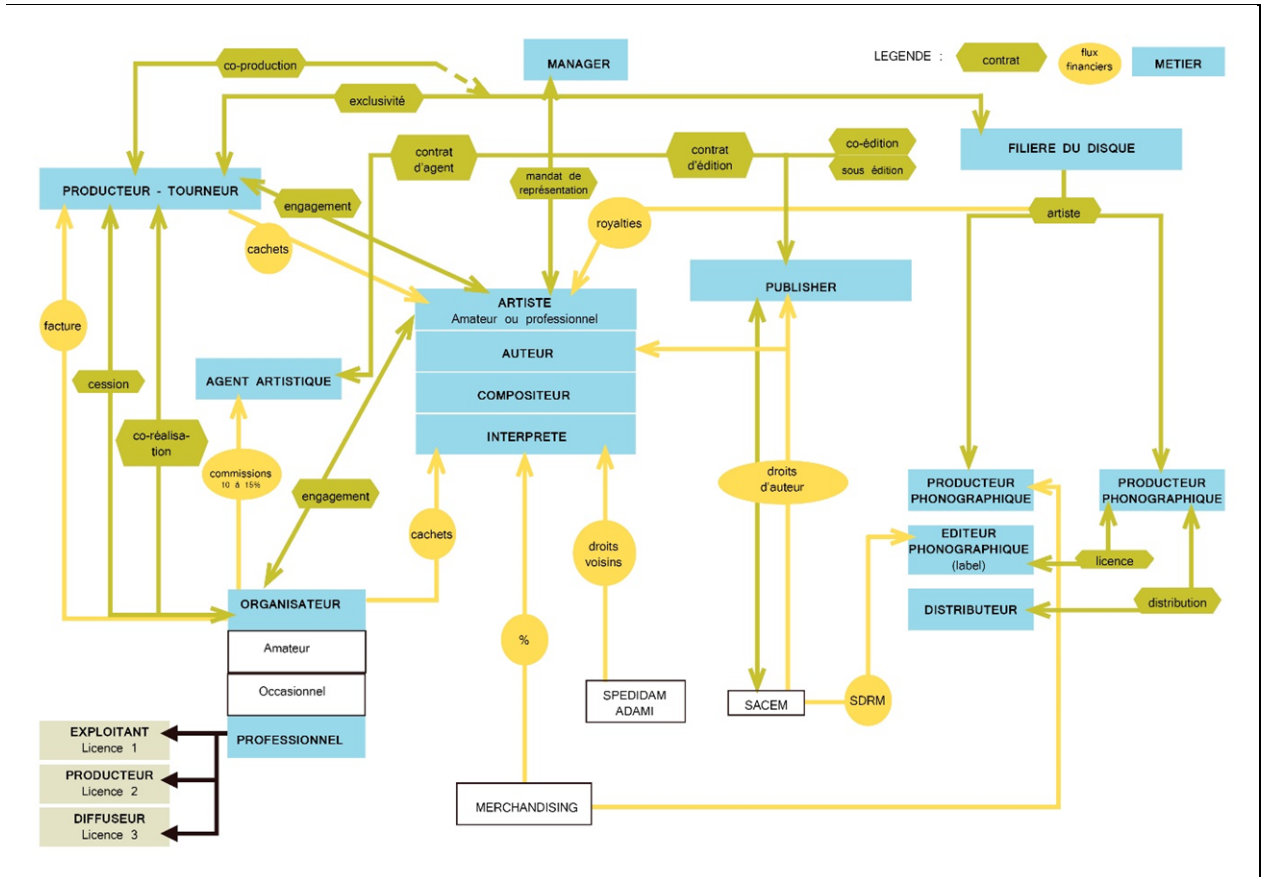 LEGENDE :
contrat
flux
financiers
METIER
co-production
MANAGER
exclusivité
contrat
d'agent
contrat
d'édition
co-édition
sous édition
FILIERE DU DISQUE
mandat de
représentation
PRODUCTEUR - TOURNEUR
engagement
cachets
royalties
artiste
PUBLISHER
ARTISTE
Amateur ou professionnel
AUTEUR
COMPOSITEUR
INTERPRETE
facture
cession
AGENT ARTISTIQUE
co-réalisa-
tion
commissions
10 à 15%
engagement
cachets
droits
voisins
droits
d'auteur
PRODUCTEUR
PHONOGRAPHIQUE
PRODUCTEUR
PHONOGRAPHIQUE
EDITEUR
PHONOGRAPHIQUE
(label)
licence
DISTRIBUTEUR
distribution
ORGANISATEUR
Amateur
Occasionnel
PROFESSIONNEL
%
SPEDIDAM
ADAMI
SACEM
SDRM
EXPLOITANT
Licence 1
PRODUCTEUR
Licence 2
DIFFUSEUR
Licence 3
MERCHANDISING